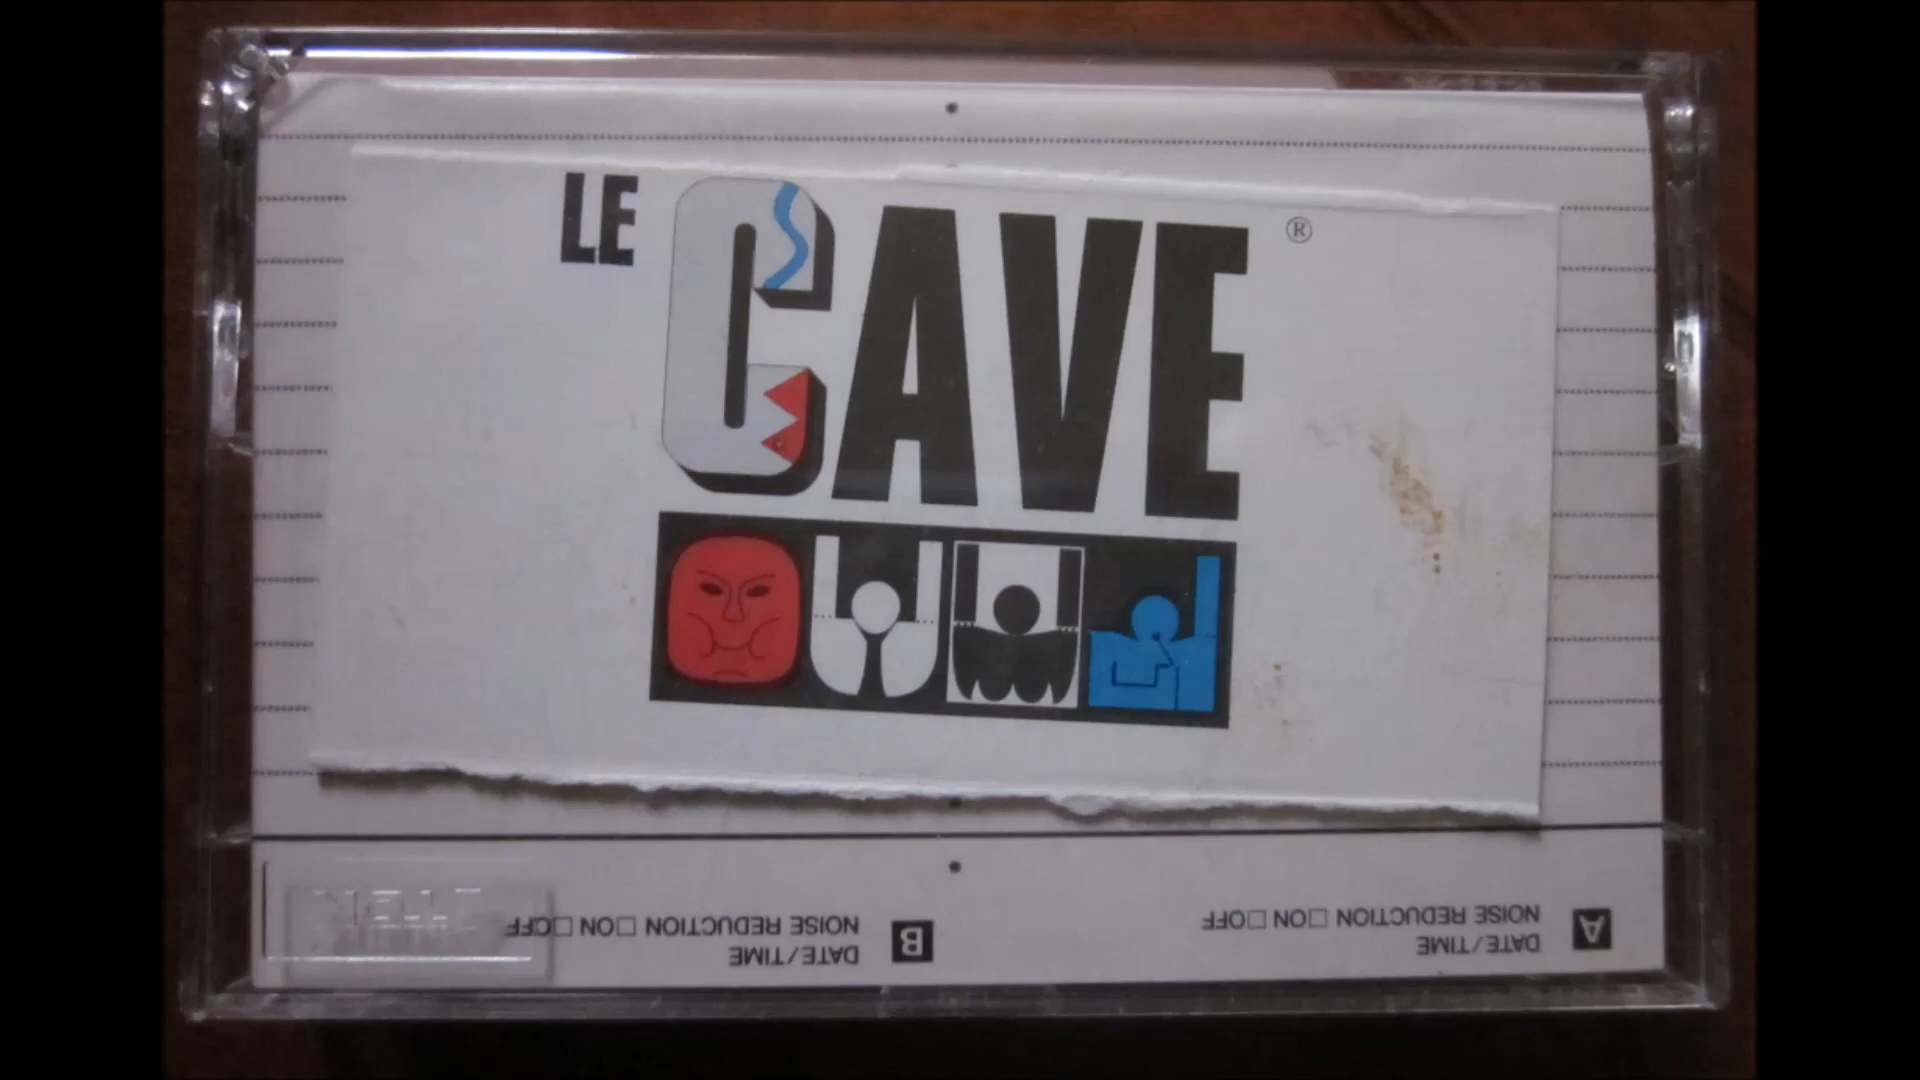 LE CAVE ®
A
DATE/TIME
NOISE REDUCTION □ON □OFF
B
DATE/TIME
NOISE REDUCTION □ON □OFF